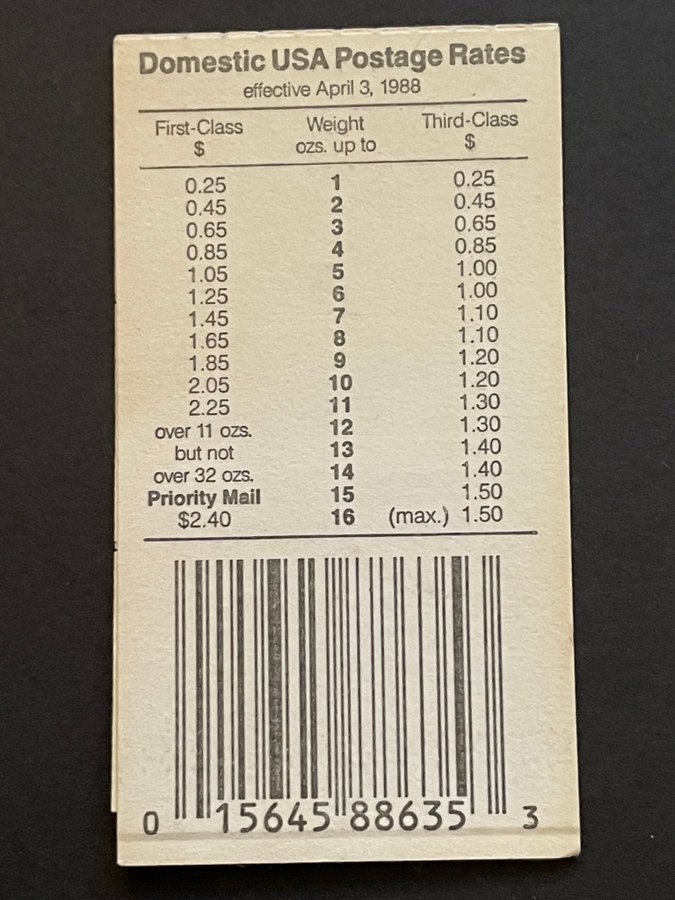 Domestic USA Postage Rates
effective April 3, 1988
First-Class Weight Third-Class
$ ozs. up to $
0.25 1 0.25
0.45 2 0.45
0.65 3 0.65
0.85 4 0.85
1.05 5 1.00
1.25 6 1.00
1.45 7 1.10
1.65 8 1.10
1.85 9 1.20
2.05 10 1.20
2.25 11 1.30
over 11 ozs. 12 1.30
but not 13 1.40
over 32 ozs. 14 1.40
Priority Mail 15 1.50
$2.40 16 (max.) 1.50
0 15645 88635 3